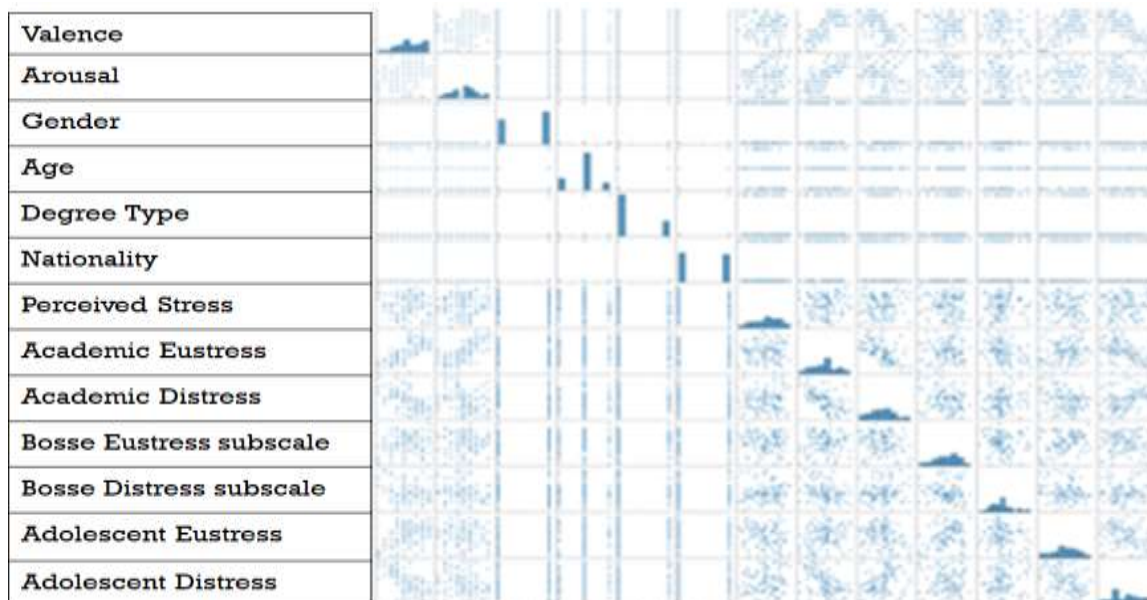 Valence
Arousal
Gender
Age
Degree Type
Nationality
Perceived Stress
Academic Eustress
Academic Distress
Bosse Eustress subscale
Bosse Distress subscale
Adolescent Eustress
Adolescent Distress